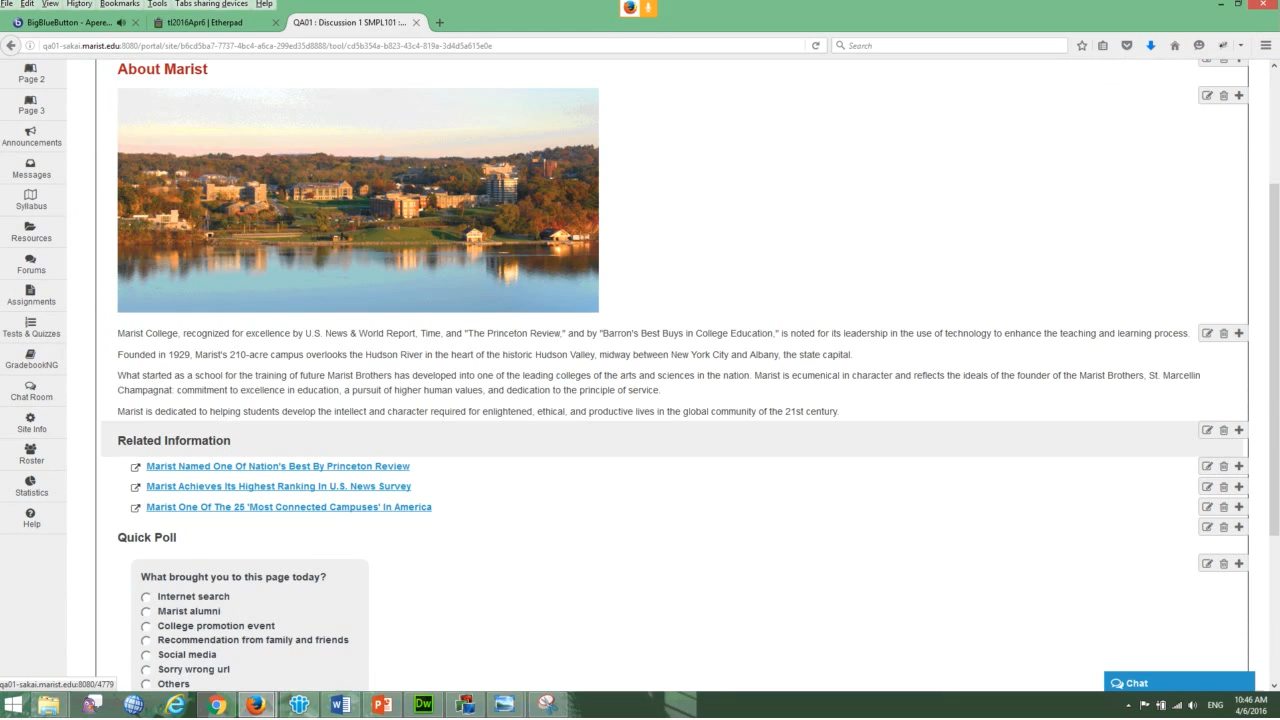 File Edit View History Bookmarks Tools Tabs sharing devices Help
BigBlueButton - Apere...
tl2016Apr6 | Etherpad
QA01 : Discussion 1 SMPL101 :...
qa01-sakai.marist.edu:8080/portal/site/b6cd5ba7-7737-4bc4-a6ca-299ed35d8888/tool/cd5b354a-b823-43c4-819a-3d4d5a615e0e
Search
Page 2
Page 3
Announcements
Messages
Syllabus
Resources
Forums
Assignments
Tests & Quizzes
GradebookNG
Chat Room
Site Info
Roster
Statistics
Help
About Marist
Marist College, recognized for excellence by U.S. News & World Report, Time, and "The Princeton Review," and by "Barron's Best Buys in College Education," is noted for its leadership in the use of technology to enhance the teaching and learning process.
Founded in 1929, Marist's 210-acre campus overlooks the Hudson River in the heart of the historic Hudson Valley, midway between New York City and Albany, the state capital.
What started as a school for the training of future Marist Brothers has developed into one of the leading colleges of the arts and sciences in the nation. Marist is ecumenical in character and reflects the ideals of the founder of the Marist Brothers, St. Marcellin
Champagnat: commitment to excellence in education, a pursuit of higher human values, and dedication to the principle of service.
Marist is dedicated to helping students develop the intellect and character required for enlightened, ethical, and productive lives in the global community of the 21st century.
Related Information
Marist Named One Of Nation's Best By Princeton Review
Marist Achieves Its Highest Ranking In U.S. News Survey
Marist One Of The 25 'Most Connected Campuses' In America
Quick Poll
What brought you to this page today?
Internet search
Marist alumni
College promotion event
Recommendation from family and friends
Social media
Sorry wrong url
Others
Chat
qa01-sakai.marist.edu:8080/4779
Dw
ENG
10:46 AM
4/6/2016